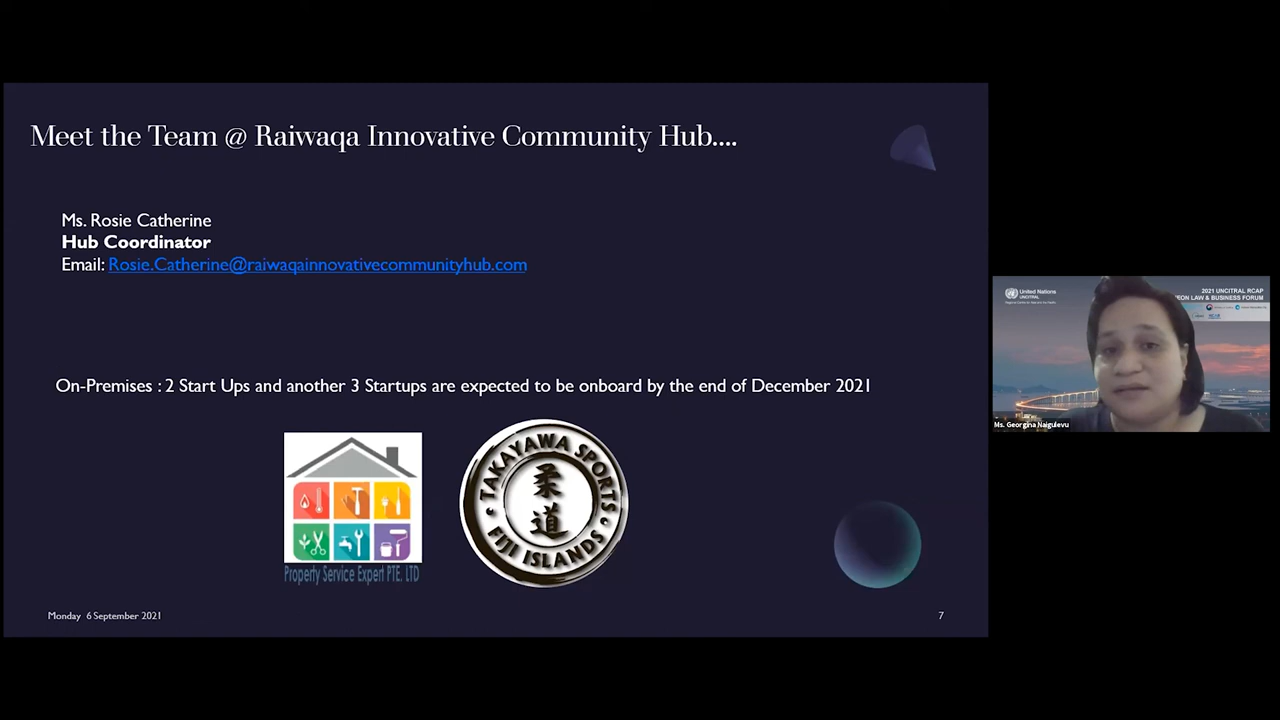 Meet the Team @ Raiwaqa Innovative Community Hub....
Ms. Rosie Catherine
Hub Coordinator
Email: Rosie.Catherine@raiwaqainnovativecommunityhub.com
On-Premises : 2 Start Ups and another 3 Startups are expected to be onboard by the end of December 2021
Property Service Expert PTE. LTD
TAKAYAWA SPORTS
柔道
FIJI ISLANDS
Monday 6 September 2021
7
United Nations
UNCITRAL
2021 UNCITRAL RCAP
EON LAW & BUSINESS FORUM
Ms. Georgina Naigulevu